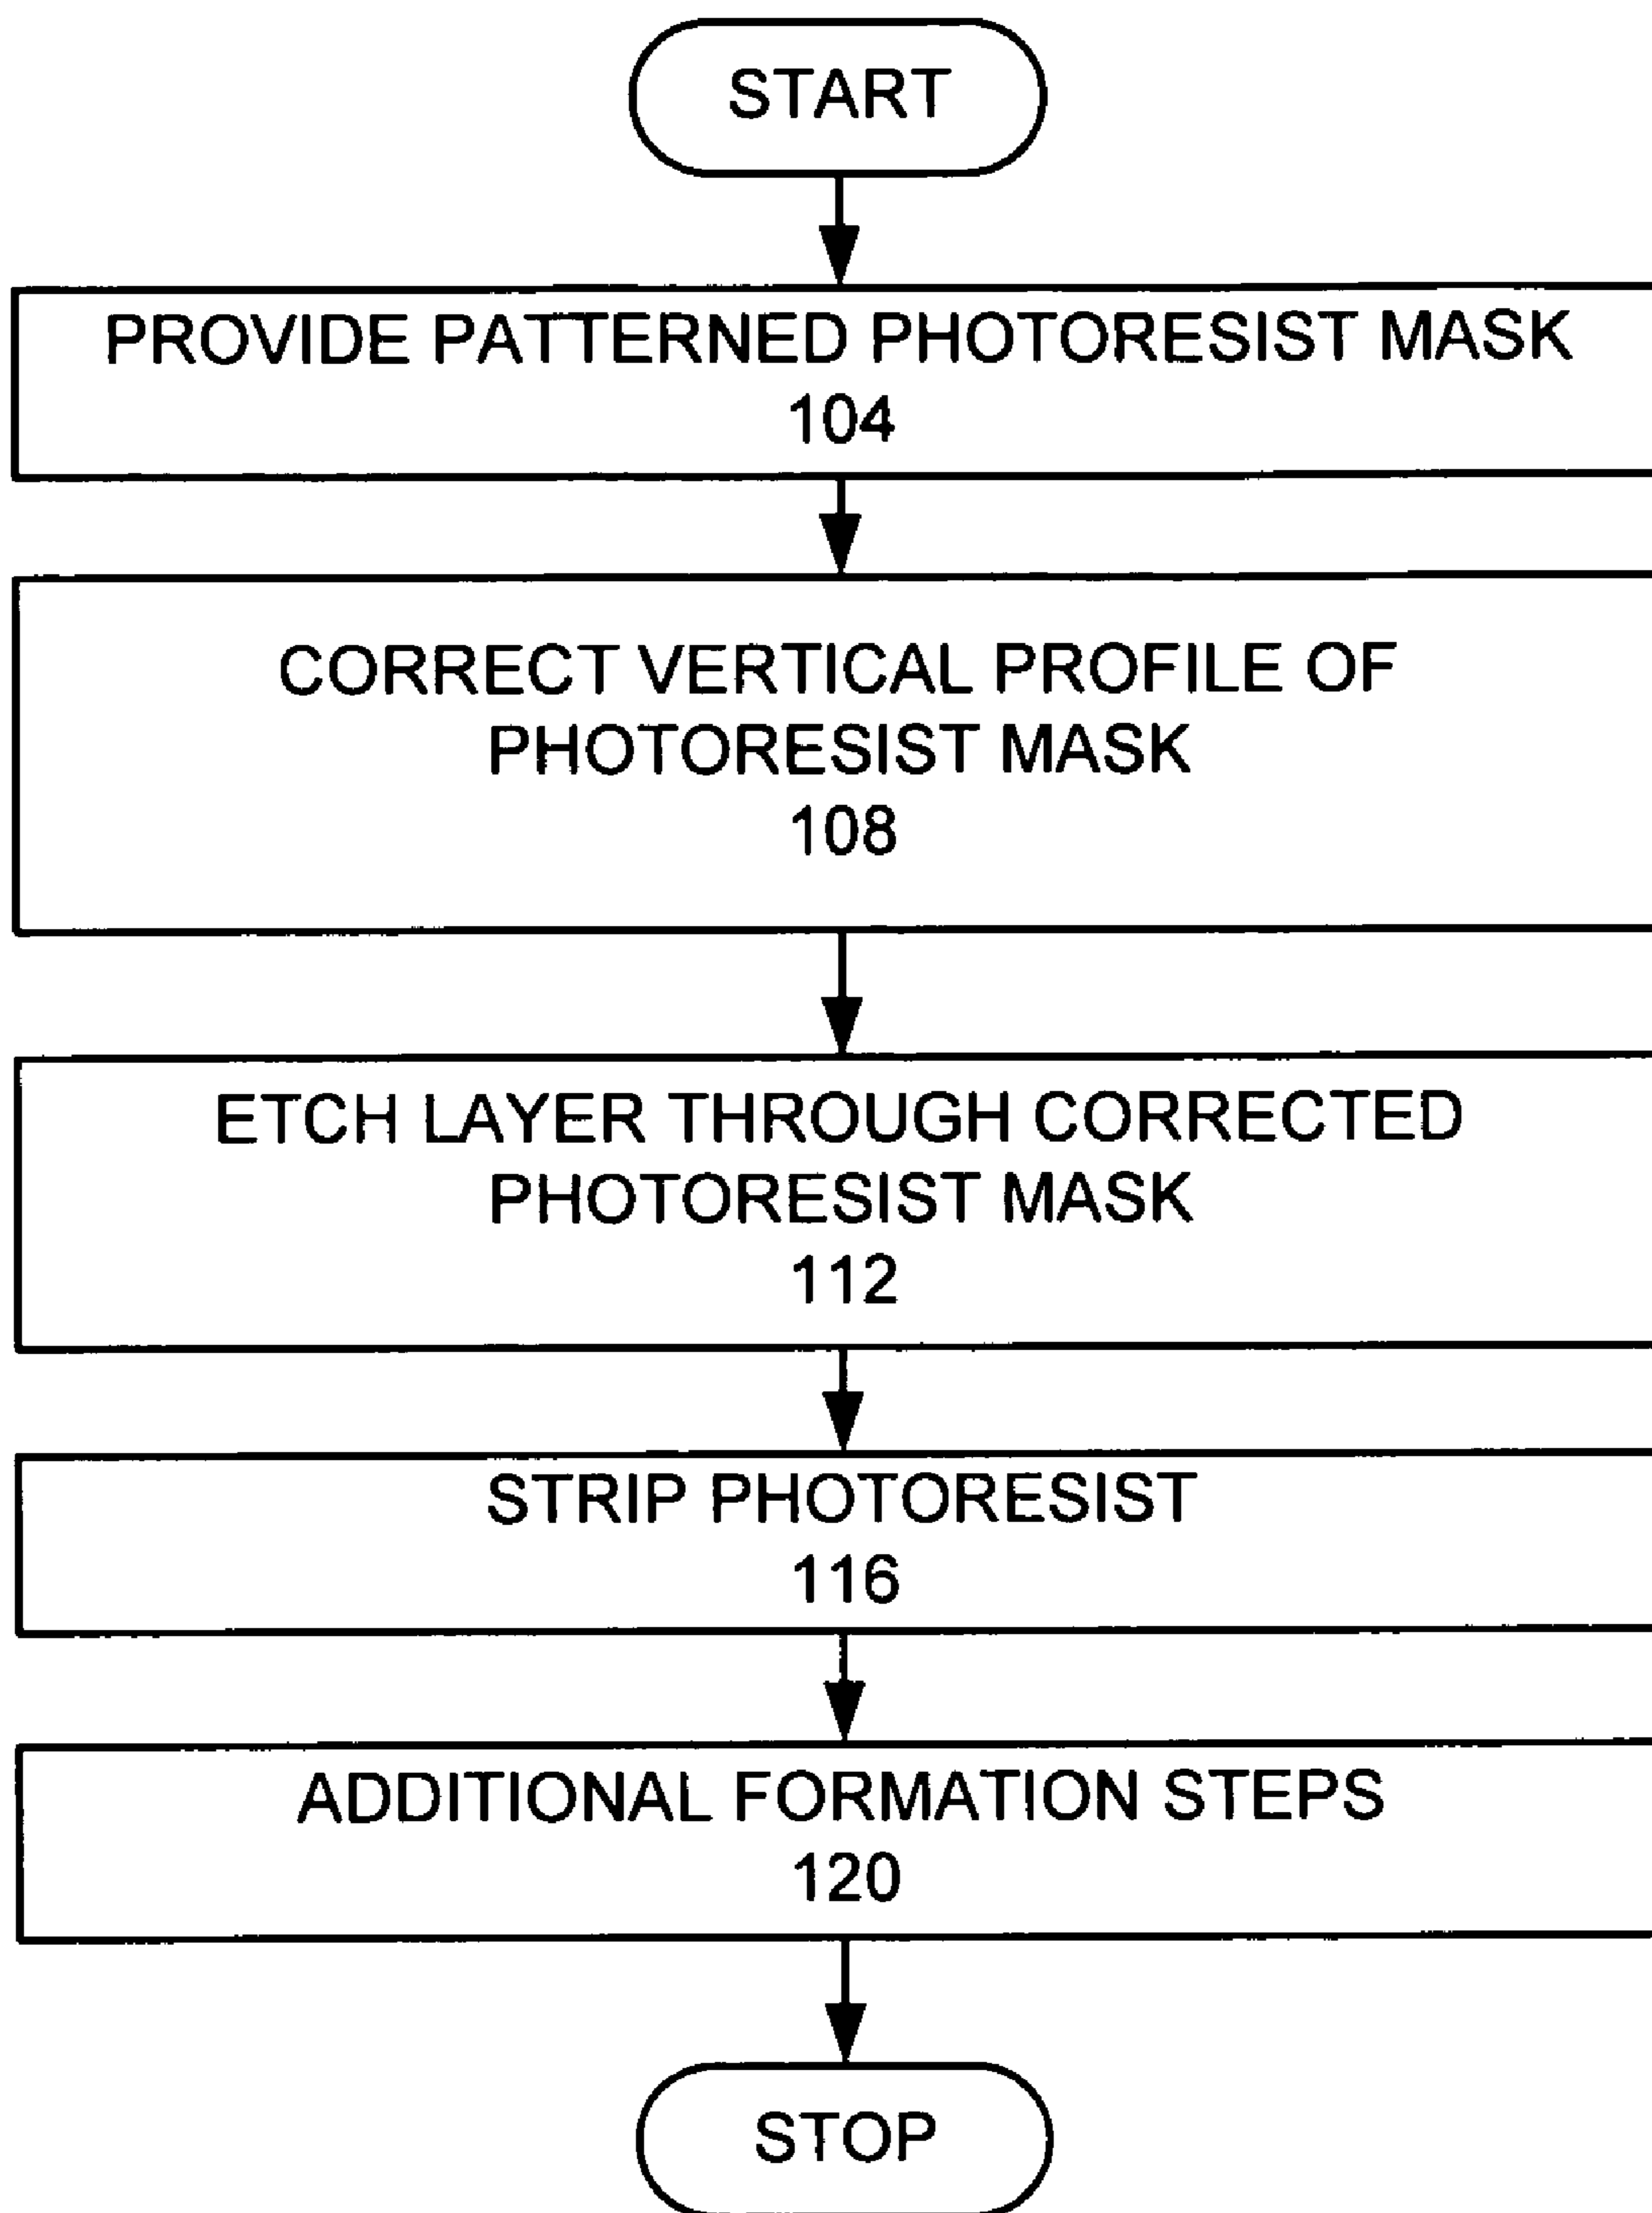 START
PROVIDE PATTERNED PHOTORESIST MASK
104
CORRECT VERTICAL PROFILE OF
PHOTORESIST MASK
108
ETCH LAYER THROUGH CORRECTED
PHOTORESIST MASK
112
STRIP PHOTORESIST
116
ADDITIONAL FORMATION STEPS
120
STOP